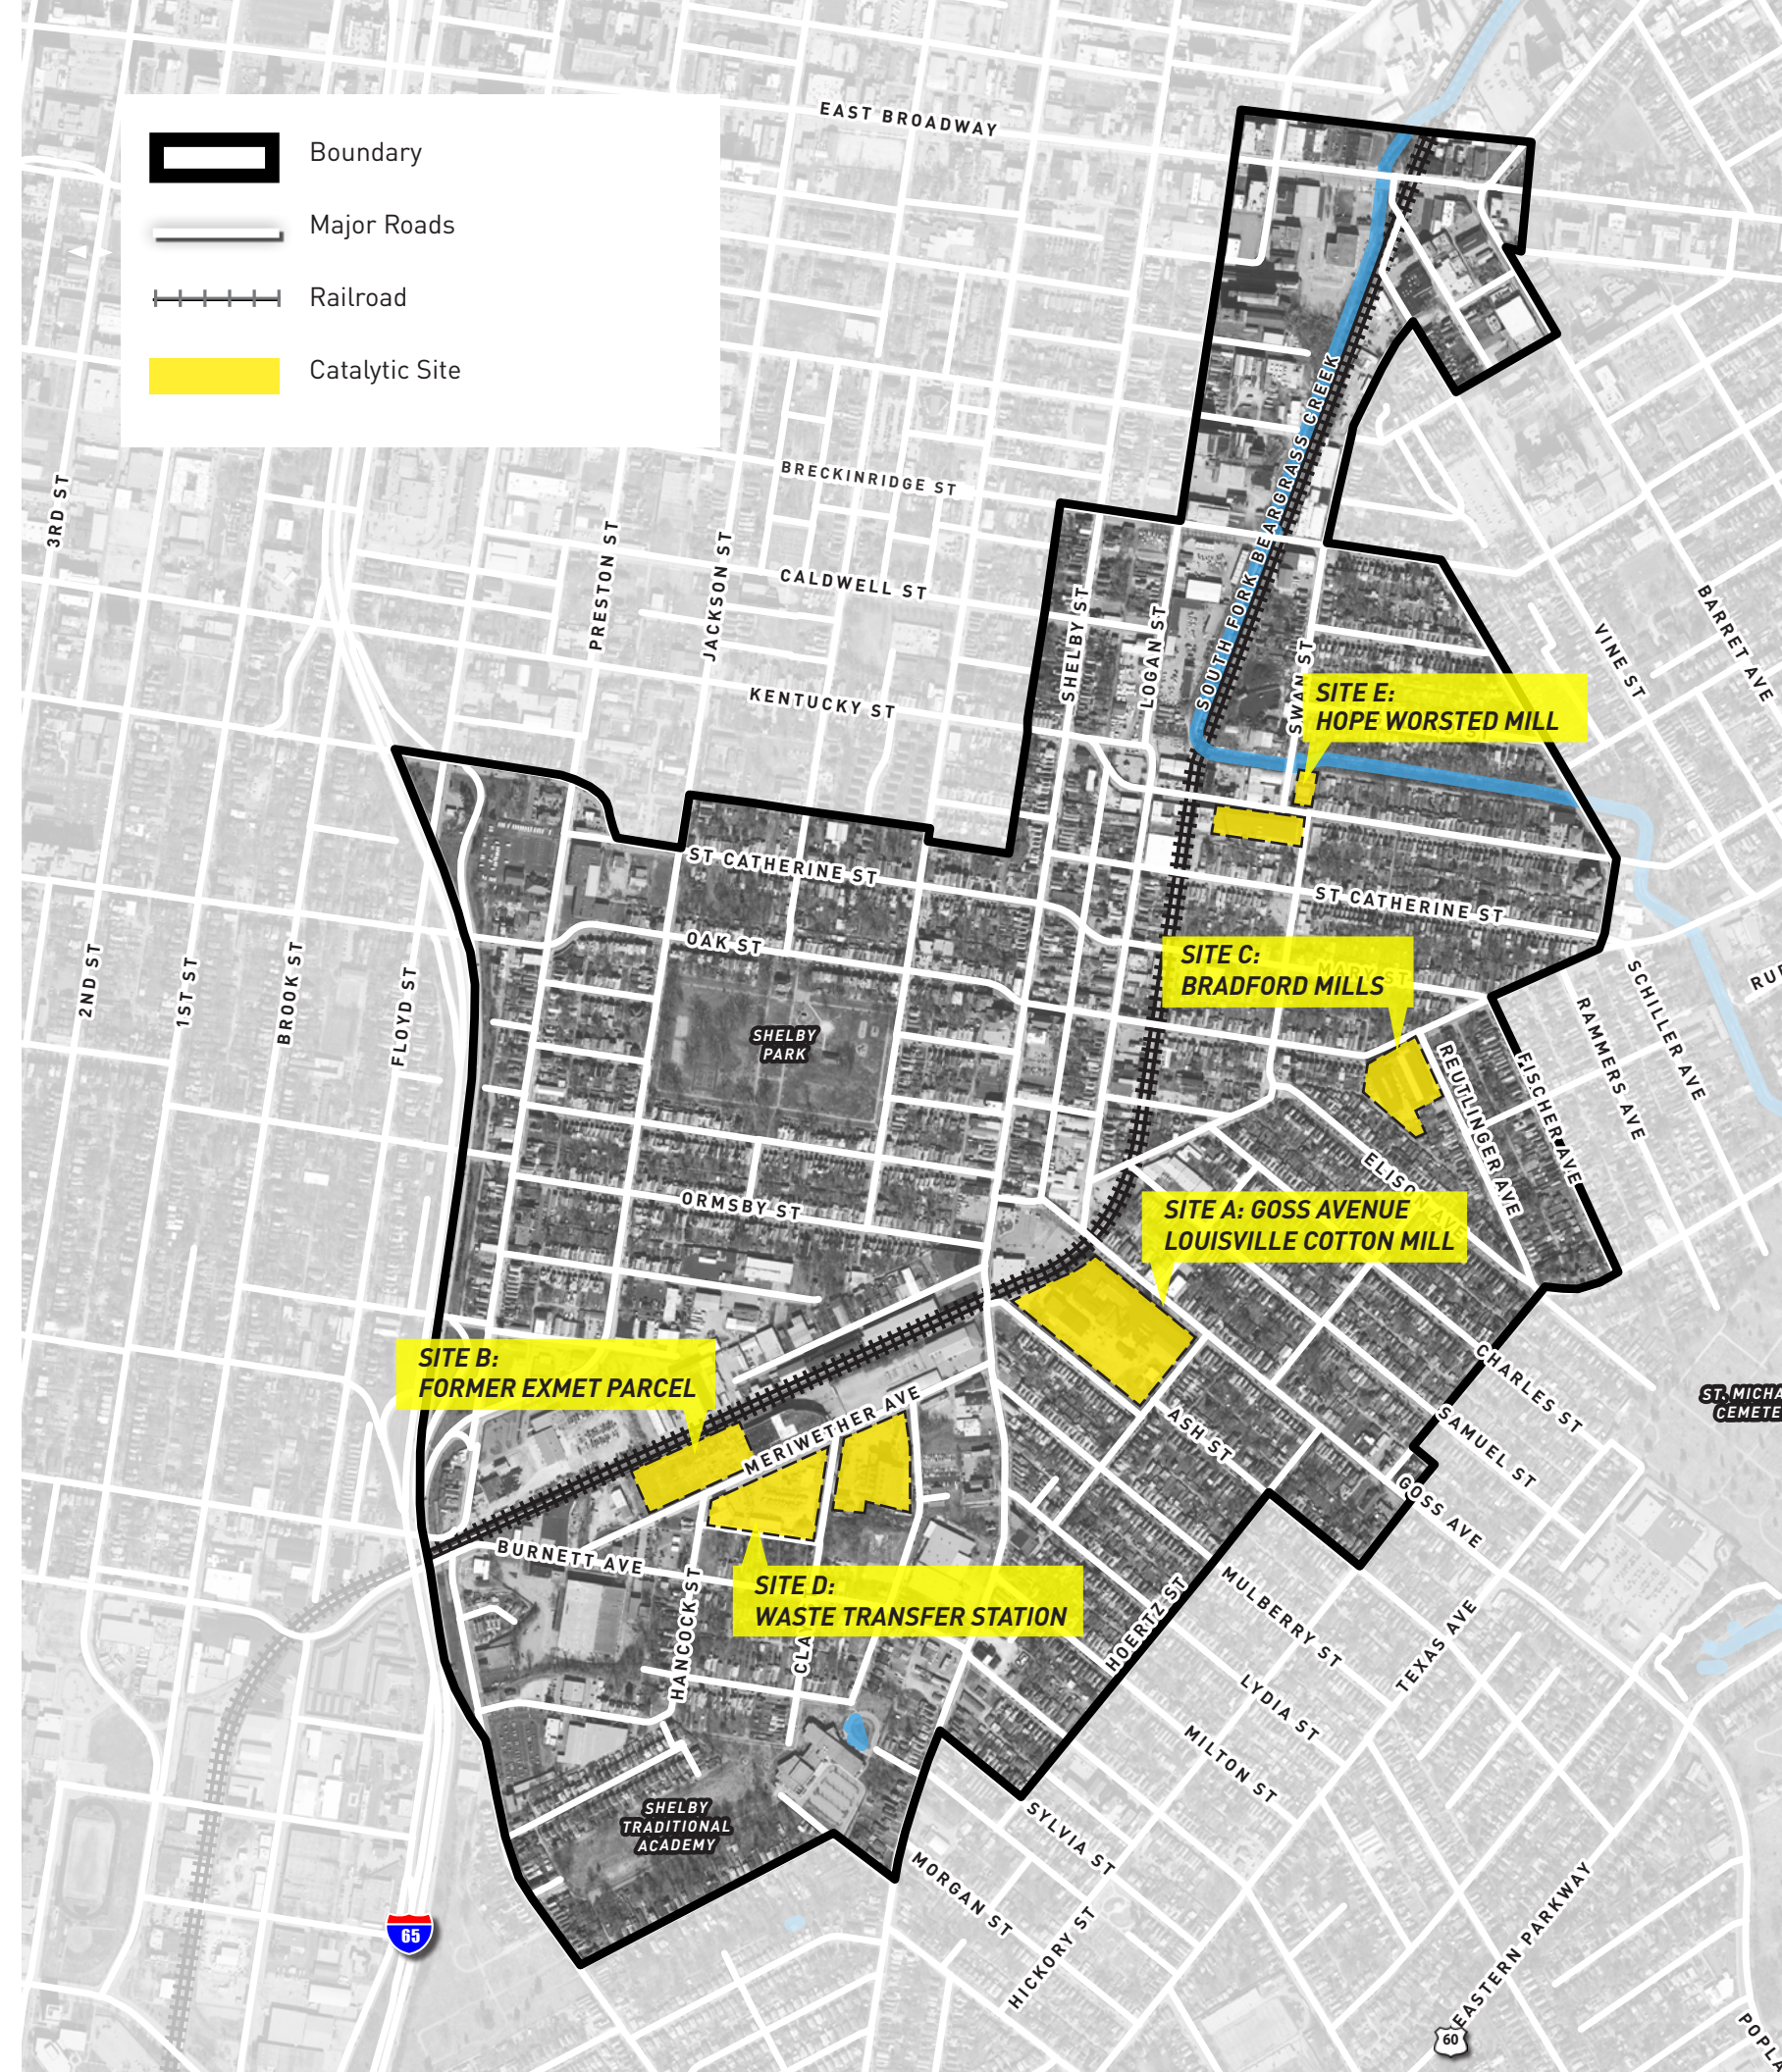 Boundary
Major Roads
Railroad
Catalytic Site
EAST BROADWAY
BRECKINRIDGE ST
CALDWELL ST
KENTUCKY ST
3RD ST
PRESTON ST
JACKSON ST
SHELBY ST
LOGAN ST
SOUTH FORK BEARGRASS CREEK
SWAN ST
VINE ST
BARRET AVE
SITE E:
HOPE WORSTED MILL
ST CATHERINE ST
ST CATHERINE ST
OAK ST
2ND ST
1ST ST
BROOK ST
FLOYD ST
SHELBY
PARK
SITE C:
BRADFORD MILLS
MARY ST
REUTLINGER AVE
FISCHER AVE
RAMMERS AVE
SCHILLER AVE
ELISON AVE
ORMSBY ST
SITE A: GOSS AVENUE
LOUISVILLE COTTON MILL
SITE B:
FORMER EXMET PARCEL
MERIWETHER AVE
ASH ST
CHARLES ST
SAMUEL ST
GOSS AVE
ST. MICHA
CEMETE
BURNETT AVE
HANCOCK ST
SITE D:
WASTE TRANSFER STATION
HOERTZ ST
MULBERRY ST
TEXAS AVE
LYDIA ST
MILTON ST
SHELBY
TRADITIONAL
ACADEMY
SYLVIA ST
MORGAN ST
HICKORY ST
EASTERN PARKWAY
65
60
POPL